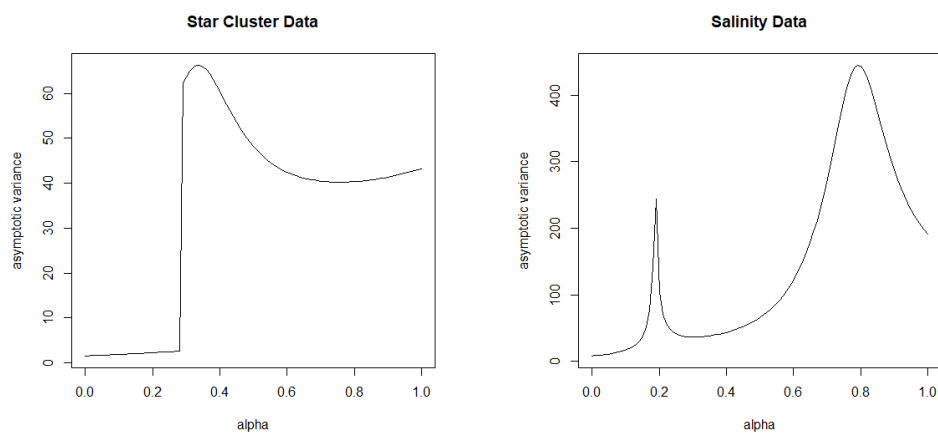 Star Cluster Data
asymptotic variance
60
50
40
30
20
10
0
0.0 0.2 0.4 0.6 0.8 1.0
alpha
Salinity Data
asymptotic variance
400
300
200
100
0
0.0 0.2 0.4 0.6 0.8 1.0
alpha